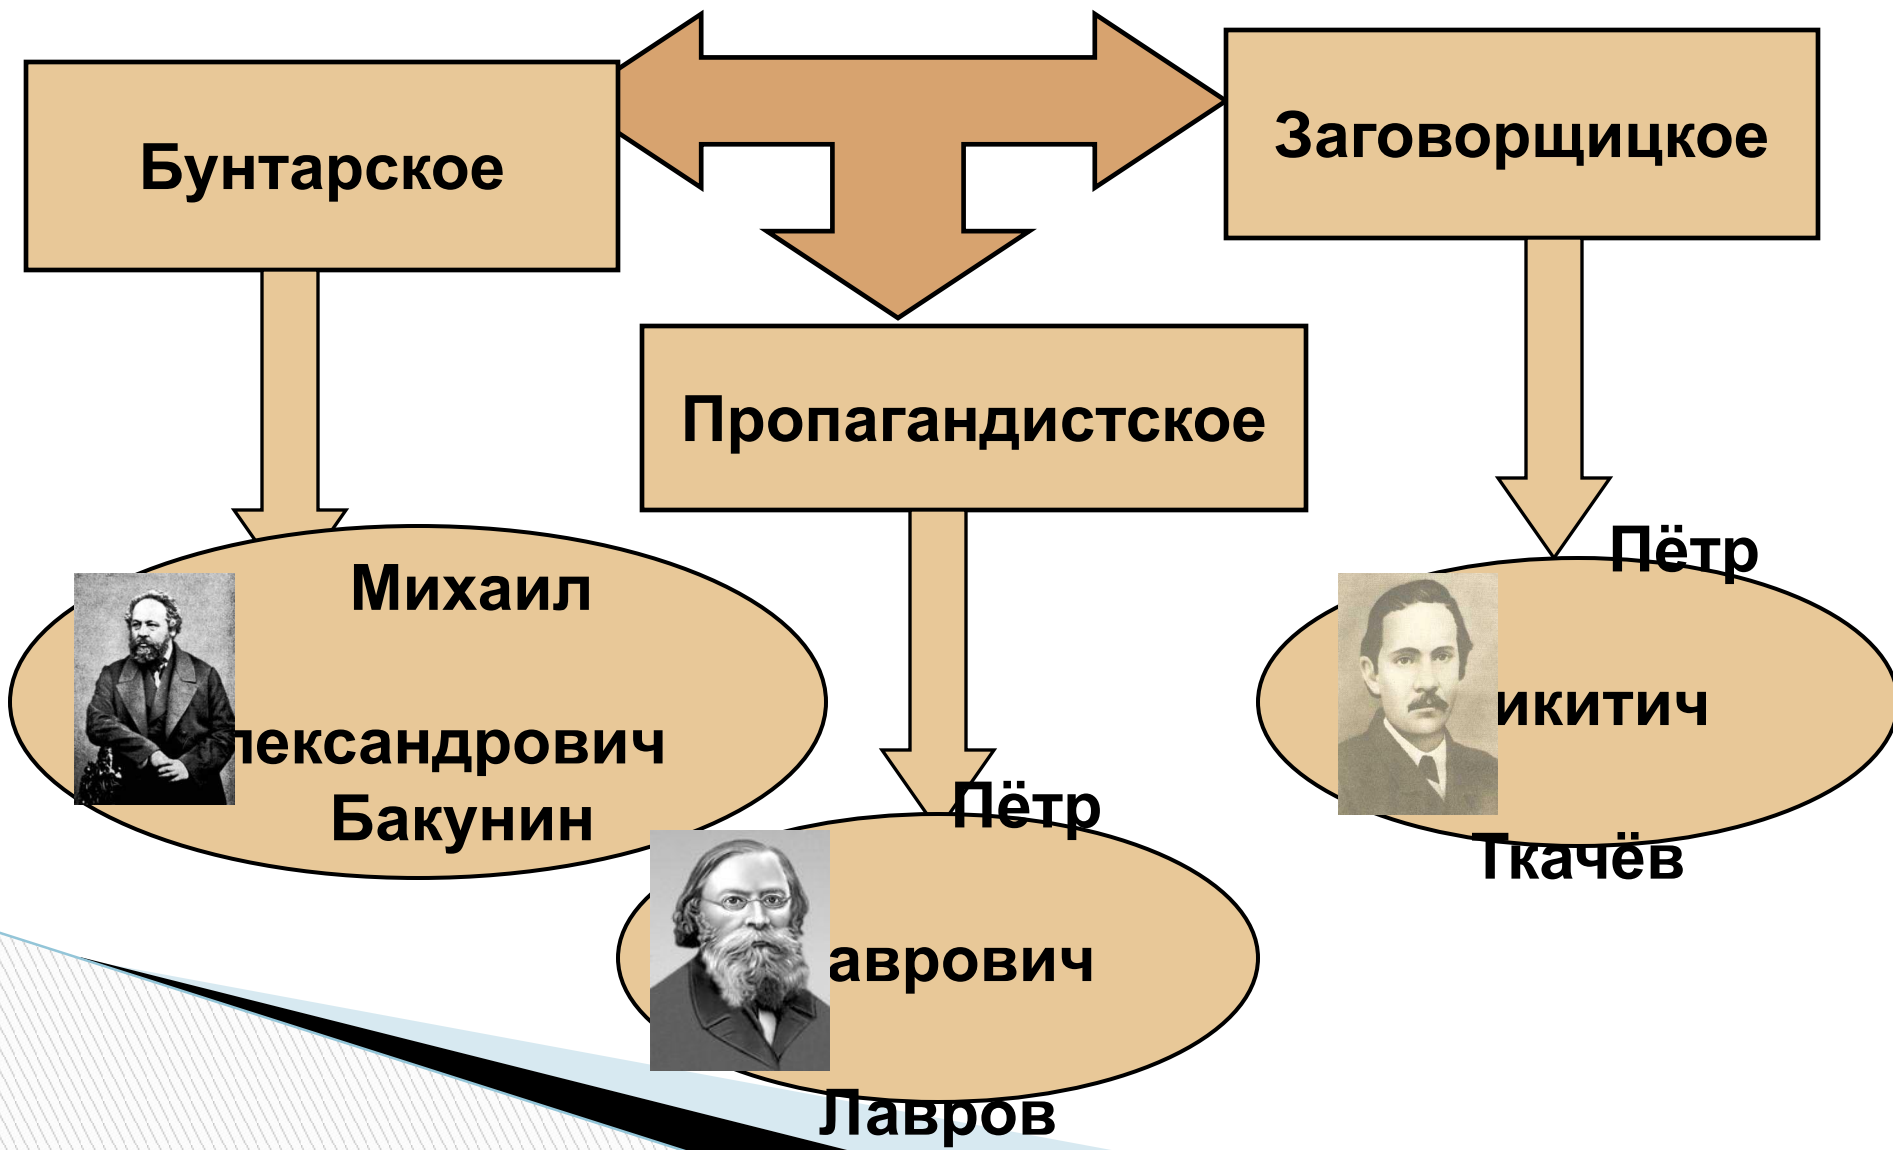 Бунтарское
Заговорщицкое
Пропагандистское
Михаил
лександрович
Бакунин
Пётр
аврович
Лавров
Пётр
икитич
Ткачёв